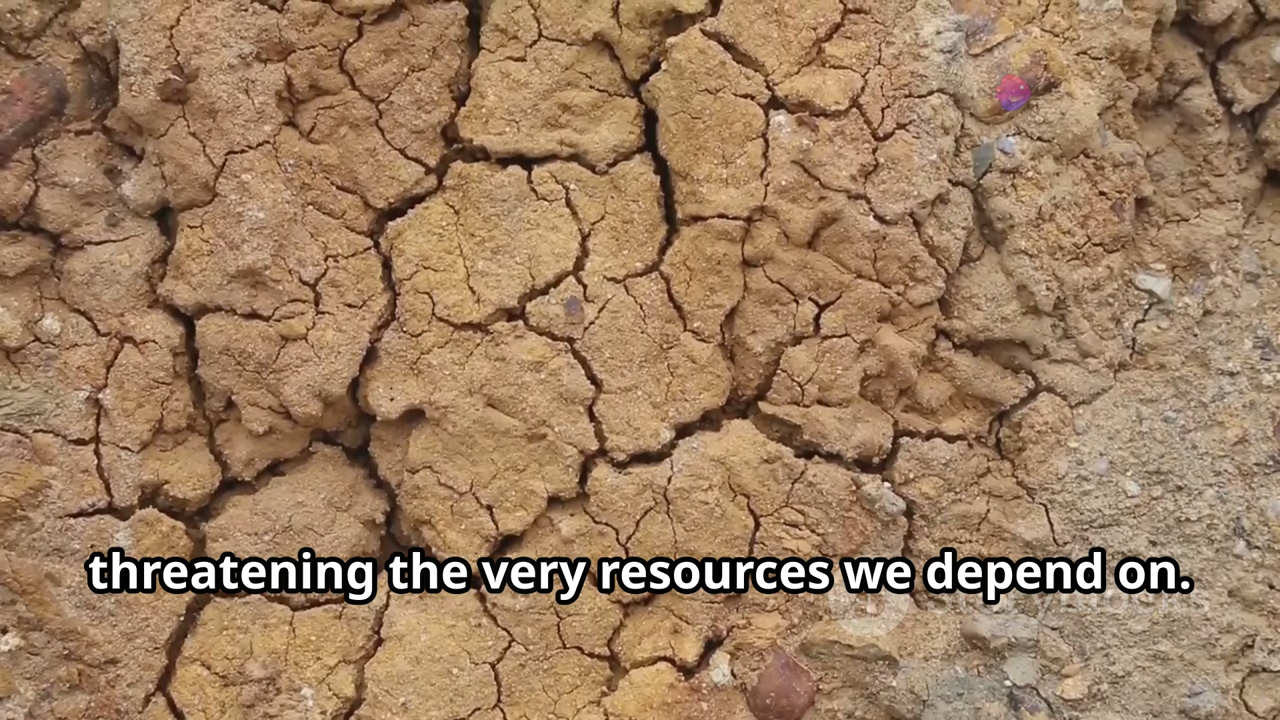 threatening the very resources we depend on.